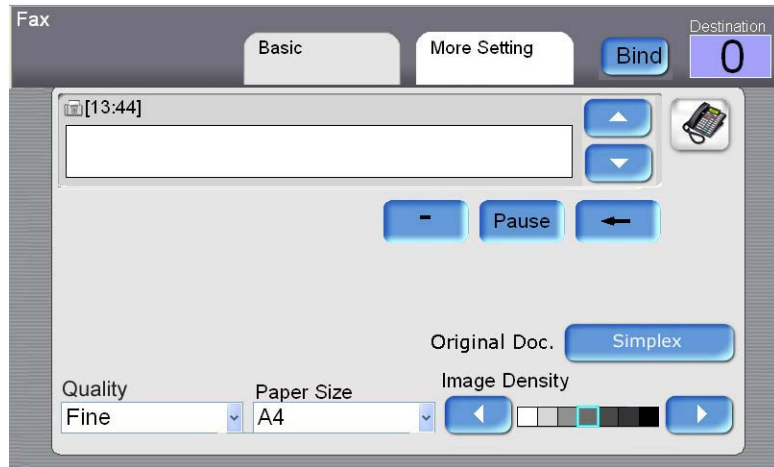 Fax
Destination
Basic
More Setting
Bind
0
[13:44]
-
Pause
Original Doc.
Simplex
Quality
Paper Size
Image Density
Fine
A4